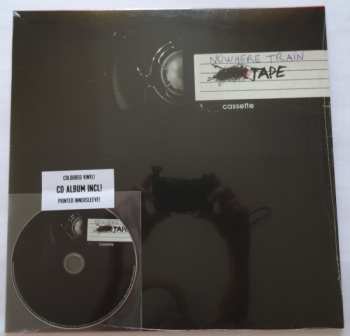 NOWHERE TRAIN
TAPE
cassette
COLOURED VINYL!
CD ALBUM INCL!
PRINTED INNERSLEEVE!
TAPE
cassette